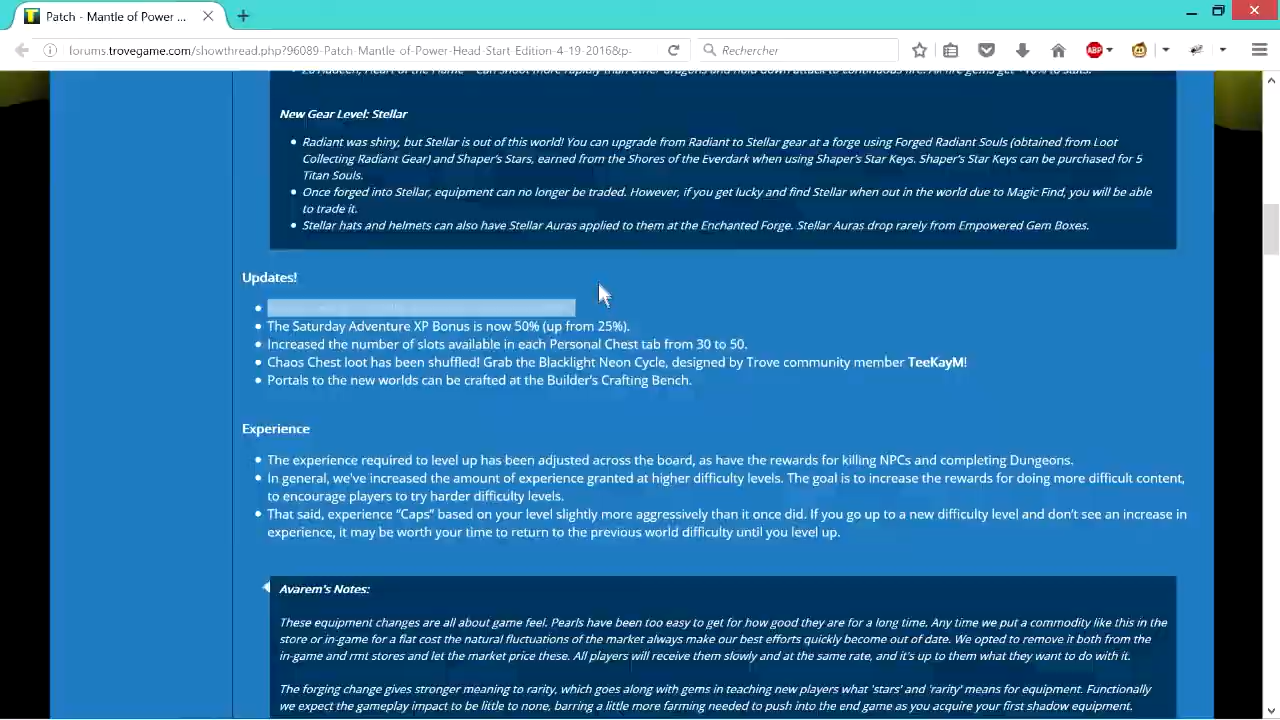 Patch - Mantle of Power ...
forums.trovegame.com/showthread.php?96089-Patch-Mantle-of-Power-Head-Start-Edition-4-19-2016&p-
Rechercher
ABP
New Gear Level: Stellar
Radiant was shiny, but Stellar is out of this world! You can upgrade from Radiant to Stellar gear at a forge using Forged Radiant Souls (obtained from Loot
Collecting Radiant Gear) and Shaper's Stars, earned from the Shores of the Everdark when using Shaper's Star Keys. Shaper's Star Keys can be purchased for 5
Titan Souls.
Once forged into Stellar, equipment can no longer be traded. However, if you get lucky and find Stellar when out in the world due to Magic Find, you will be able
to trade it.
Stellar hats and helmets can also have Stellar Auras applied to them at the Enchanted Forge. Stellar Auras drop rarely from Empowered Gem Boxes.
Updates!
The Saturday Adventure XP Bonus is now 50% (up from 25%).
Increased the number of slots available in each Personal Chest tab from 30 to 50.
Chaos Chest loot has been shuffled! Grab the Blacklight Neon Cycle, designed by Trove community member TeeKayM!
Portals to the new worlds can be crafted at the Builder's Crafting Bench.
Experience
The experience required to level up has been adjusted across the board, as have the rewards for killing NPCs and completing Dungeons.
In general, we've increased the amount of experience granted at higher difficulty levels. The goal is to increase the rewards for doing more difficult content,
to encourage players to try harder difficulty levels.
That said, experience "Caps" based on your level slightly more aggressively than it once did. If you go up to a new difficulty level and don't see an increase in
experience, it may be worth your time to return to the previous world difficulty until you level up.
Avarem's Notes:
These equipment changes are all about game feel. Pearls have been too easy to get for how good they are for a long time. Any time we put a commodity like this in the
store or in-game for a flat cost the natural fluctuations of the market always make our best efforts quickly become out of date. We opted to remove it both from the
in-game and rmt stores and let the market price these. All players will receive them slowly and at the same rate, and it's up to them what they want to do with it.
The forging change gives stronger meaning to rarity, which goes along with gems in teaching new players what 'stars' and 'rarity' means for equipment. Functionally
we expect the gameplay impact to be little to none, barring a little more farming needed to push into the end game as you acquire your first shadow equipment.